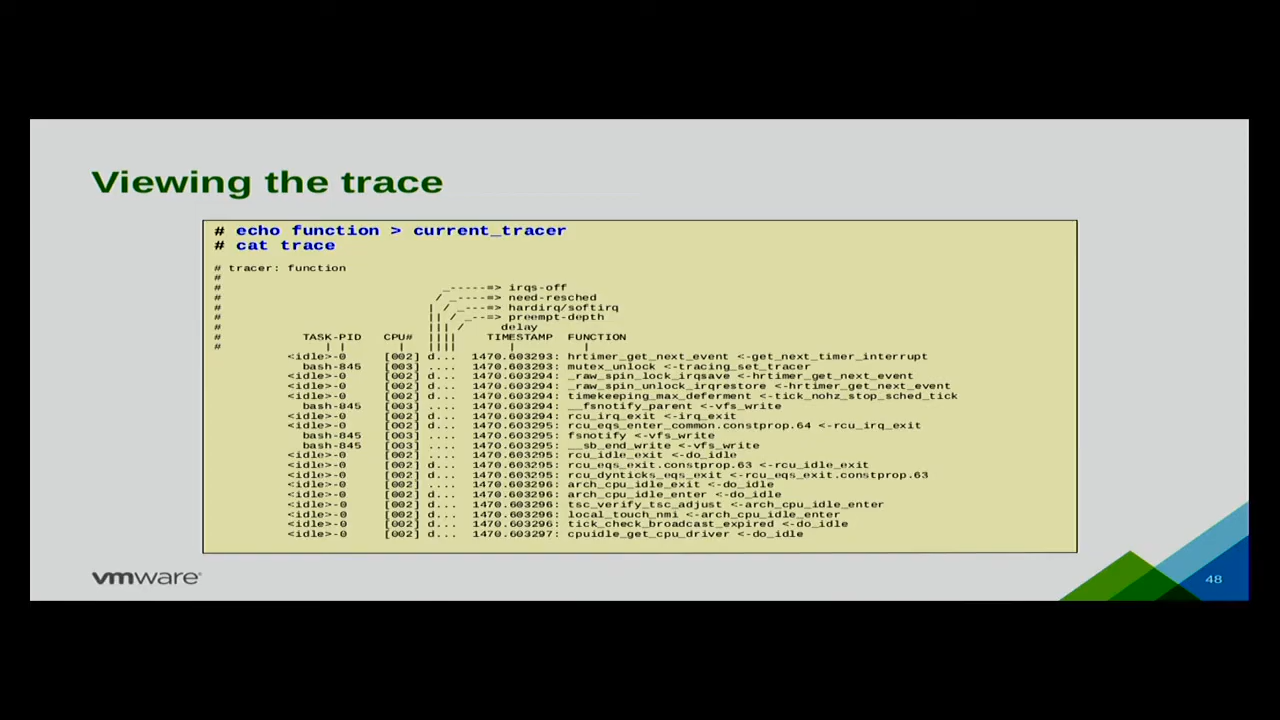 Viewing the trace
# echo function > current_tracer
# cat trace
# tracer: function
#
#                              _-----=> irqs-off
#                             / _----=> need-resched
#                            | / _---=> hardirq/softirq
#                            || / _--=> preempt-depth
#                            ||| /     delay
#           TASK-PID   CPU#  ||||    TIMESTAMP  FUNCTION
#              | |       |   ||||       |         |
          <idle>-0     [002] d...  1470.603293: hrtimer_get_next_event <-get_next_timer_interrupt
            bash-845   [003] ....  1470.603293: mutex_unlock <-tracing_set_tracer
          <idle>-0     [002] d...  1470.603294: _raw_spin_lock_irqsave <-hrtimer_get_next_event
          <idle>-0     [002] d...  1470.603294: _raw_spin_unlock_irqrestore <-hrtimer_get_next_event
          <idle>-0     [002] d...  1470.603294: timekeeping_max_deferment <-tick_nohz_stop_sched_tick
            bash-845   [003] ....  1470.603294: __fsnotify_parent <-vfs_write
          <idle>-0     [002] d...  1470.603294: rcu_irq_exit <-irq_exit
          <idle>-0     [002] d...  1470.603295: rcu_eqs_enter_common.constprop.64 <-rcu_irq_exit
            bash-845   [003] ....  1470.603295: fsnotify <-vfs_write
            bash-845   [003] ....  1470.603295: __sb_end_write <-vfs_write
          <idle>-0     [002] ....  1470.603295: rcu_idle_exit <-do_idle
          <idle>-0     [002] d...  1470.603295: rcu_eqs_exit.constprop.63 <-rcu_idle_exit
          <idle>-0     [002] d...  1470.603295: rcu_dynticks_eqs_exit <-rcu_eqs_exit.constprop.63
          <idle>-0     [002] ....  1470.603296: arch_cpu_idle_exit <-do_idle
          <idle>-0     [002] d...  1470.603296: arch_cpu_idle_enter <-do_idle
          <idle>-0     [002] d...  1470.603296: tsc_verify_tsc_adjust <-arch_cpu_idle_enter
          <idle>-0     [002] d...  1470.603296: local_touch_nmi <-arch_cpu_idle_enter
          <idle>-0     [002] d...  1470.603296: tick_check_broadcast_expired <-do_idle
          <idle>-0     [002] d...  1470.603297: cpuidle_get_cpu_driver <-do_idle
vmware®
48